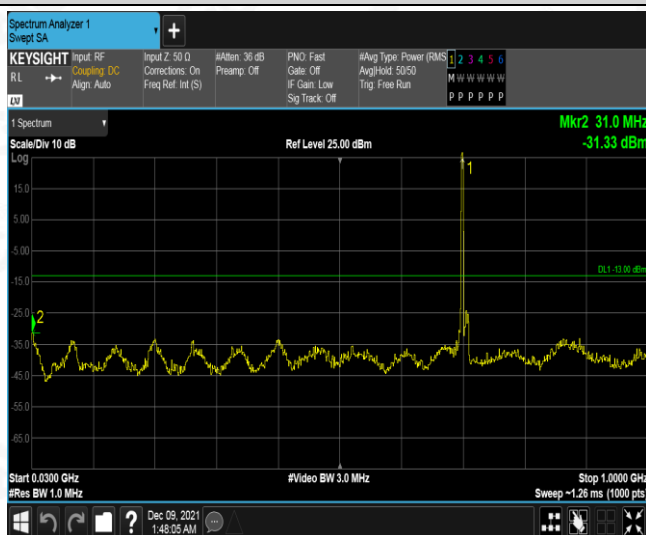 Spectrum Analyzer 1
Swept SA
+
KEYSIGHT
RL
LXI
Input: RF
Coupling: DC
Align: Auto
Input Z: 50 Ω
Corrections: On
Freq Ref: Int (S)
#Atten: 36 dB
Preamp: Off
PNO: Fast
Gate: Off
IF Gain: Low
Sig Track: Off
#Avg Type: Power (RMS
Avg|Hold: 50/50
Trig: Free Run
1 2 3 4 5 6
M W W W W W
P P P P P P
1 Spectrum
Mkr2 31.0 MHz
-31.33 dBm
Scale/Div 10 dB
Ref Level 25.00 dBm
Log
15.0
5.00
-5.00
-15.0
-25.0
-35.0
-45.0
-55.0
-65.0
1
2
DL1 -13.00 dBm
Start 0.0300 GHz
#Video BW 3.0 MHz
Stop 1.0000 GHz
#Res BW 1.0 MHz
Sweep ~1.26 ms (1000 pts)
?
Dec 09, 2021
1:48:05 AM